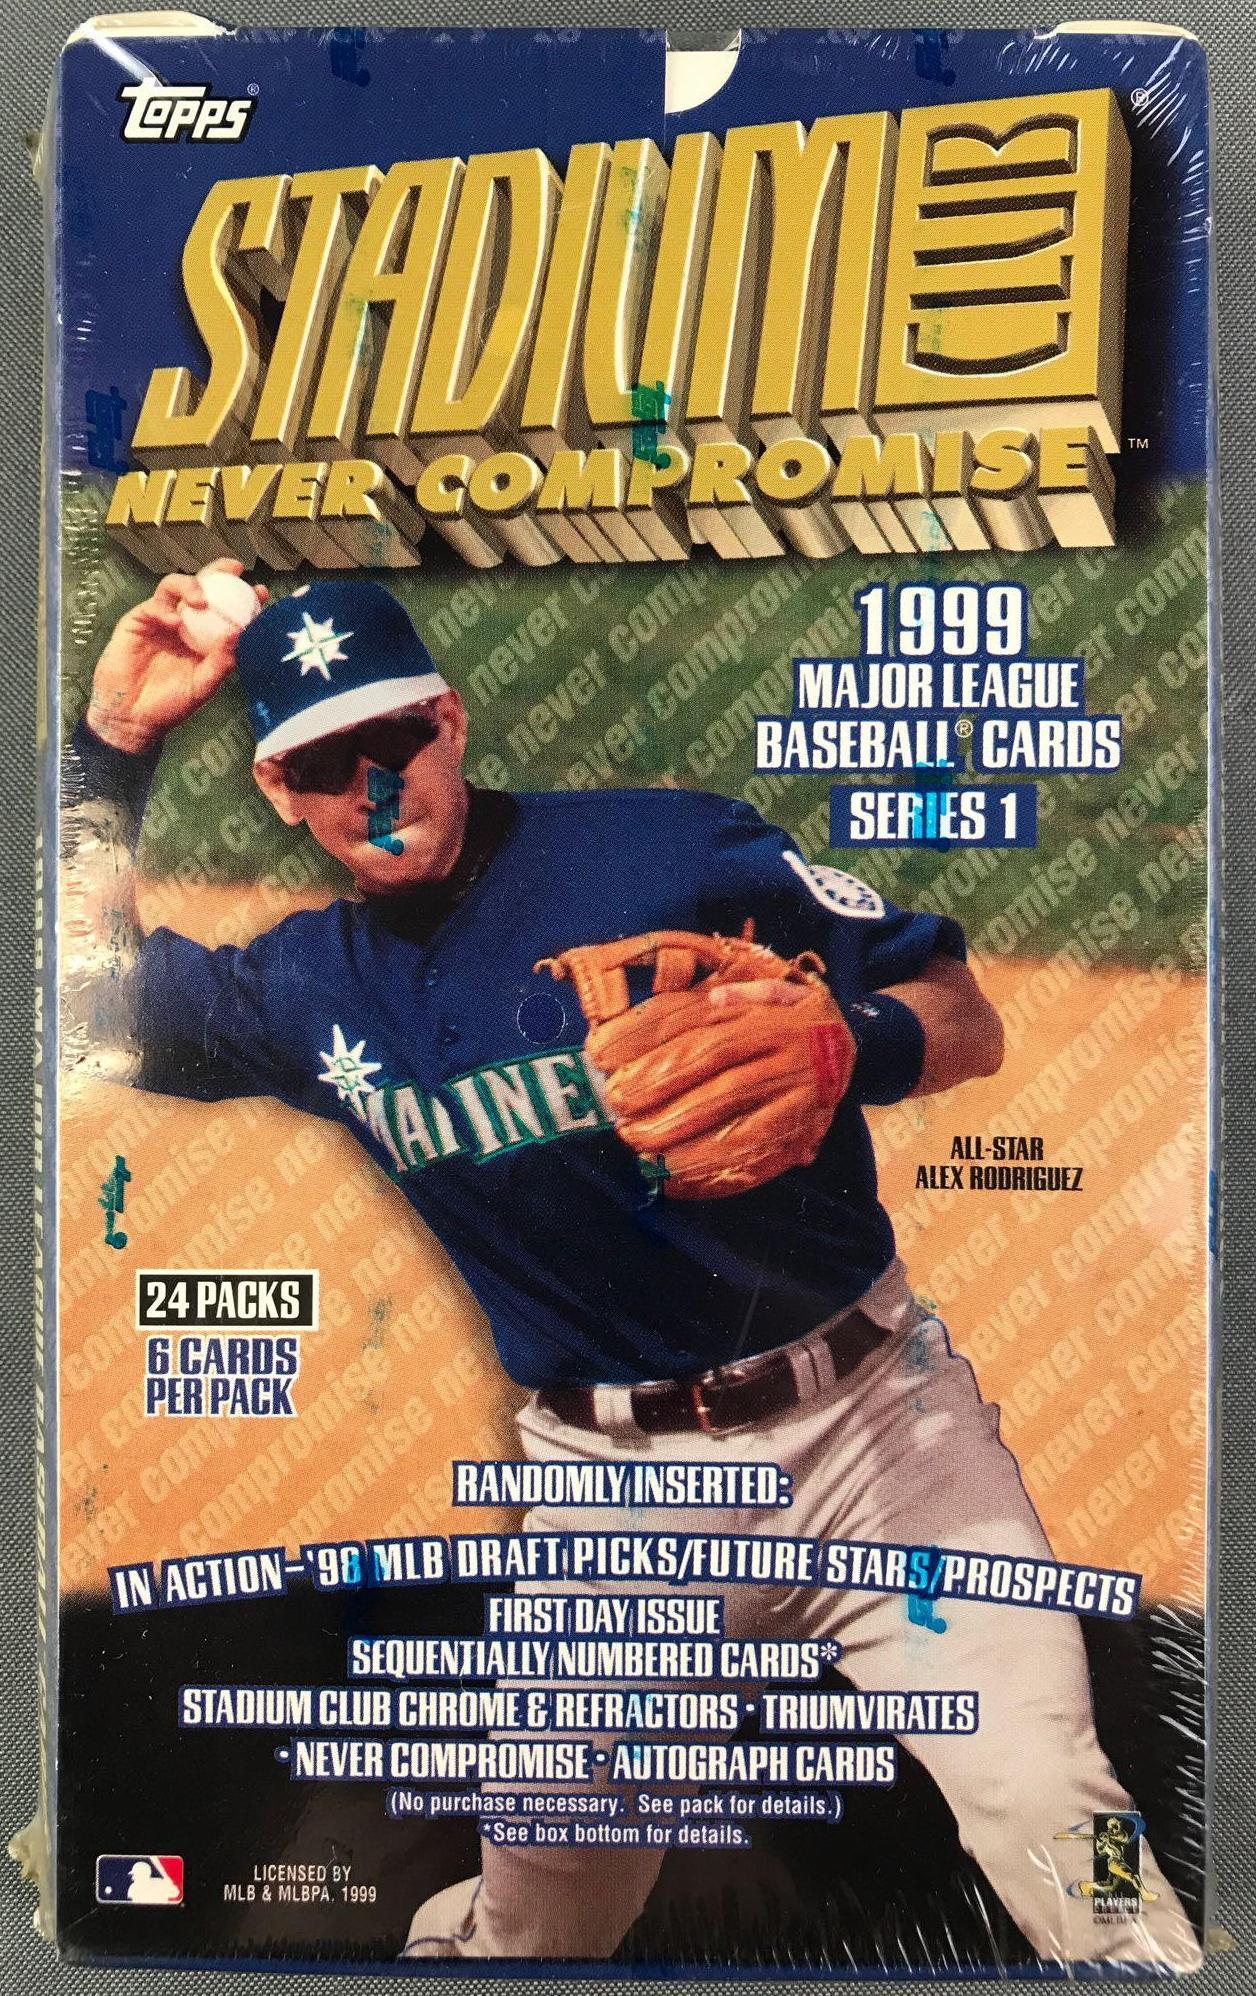 TOPPS®
STADIUM CLUB®
NEVER COMPROMISE™
1999
MAJOR LEAGUE
BASEBALL® CARDS
SERIES 1
MARINE
ALL-STAR
ALEX RODRIGUEZ
24 PACKS
6 CARDS
PER PACK
RANDOMLY INSERTED:
IN ACTION-'98 MLB DRAFT PICKS/FUTURE STARS/PROSPECTS
FIRST DAY ISSUE
SEQUENTIALLY NUMBERED CARDS*
STADIUM CLUB CHROME & REFRACTORS · TRIUMVIRATES
· NEVER COMPROMISE · AUTOGRAPH CARDS
(No purchase necessary. See pack for details.)
*See box bottom for details.
LICENSED BY
MLB & MLBPA. 1999
PLAYERS